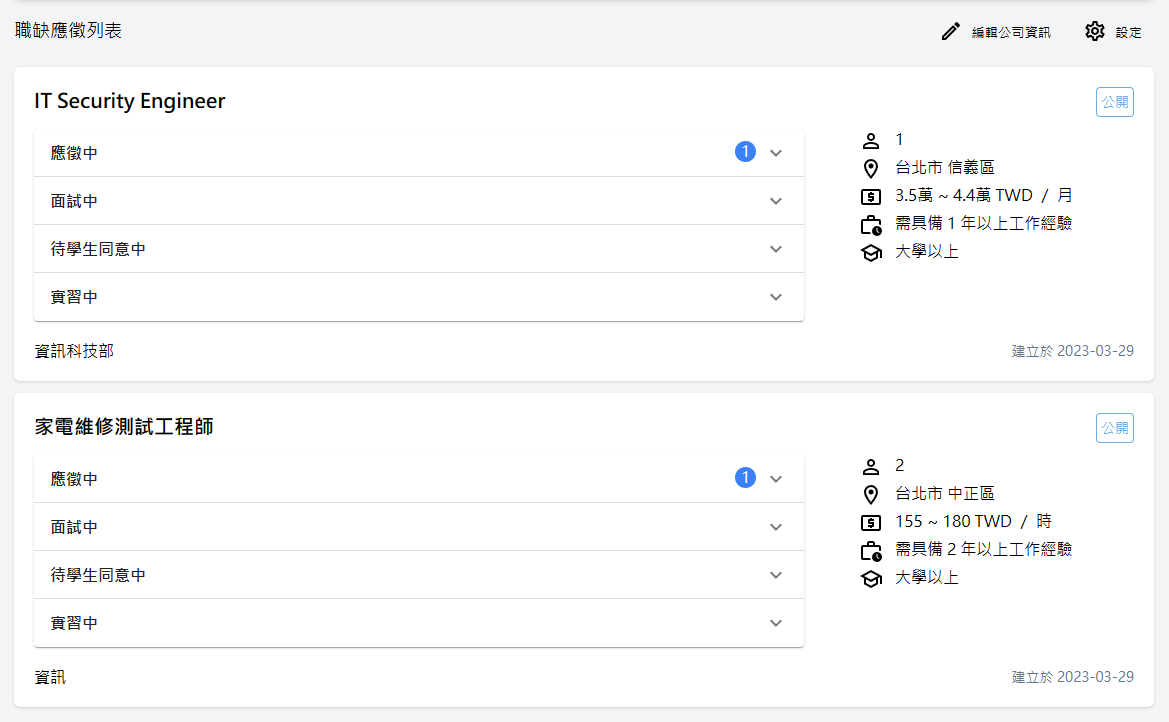 職缺應徵列表
編輯公司資訊
設定
IT Security Engineer
公開
應徵中
1
面試中
待學生同意中
實習中
1
台北市 信義區
3.5萬 ~ 4.4萬 TWD / 月
需具備 1 年以上工作經驗
大學以上
資訊科技部
建立於 2023-03-29
家電維修測試工程師
公開
應徵中
1
面試中
待學生同意中
實習中
2
台北市 中正區
155 ~ 180 TWD / 時
需具備 2 年以上工作經驗
大學以上
資訊
建立於 2023-03-29